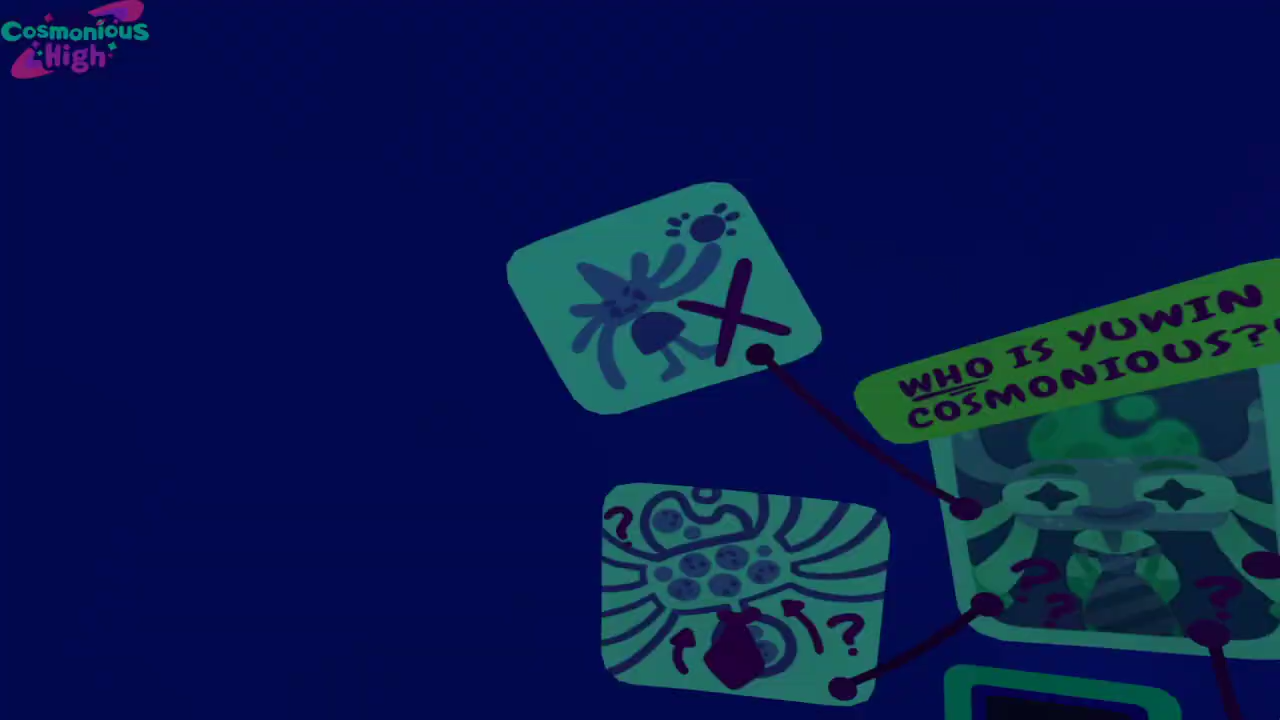 Cosmonious
High
WHO IS YUWIN
COSMONIOUS?
?
?
? ? ?